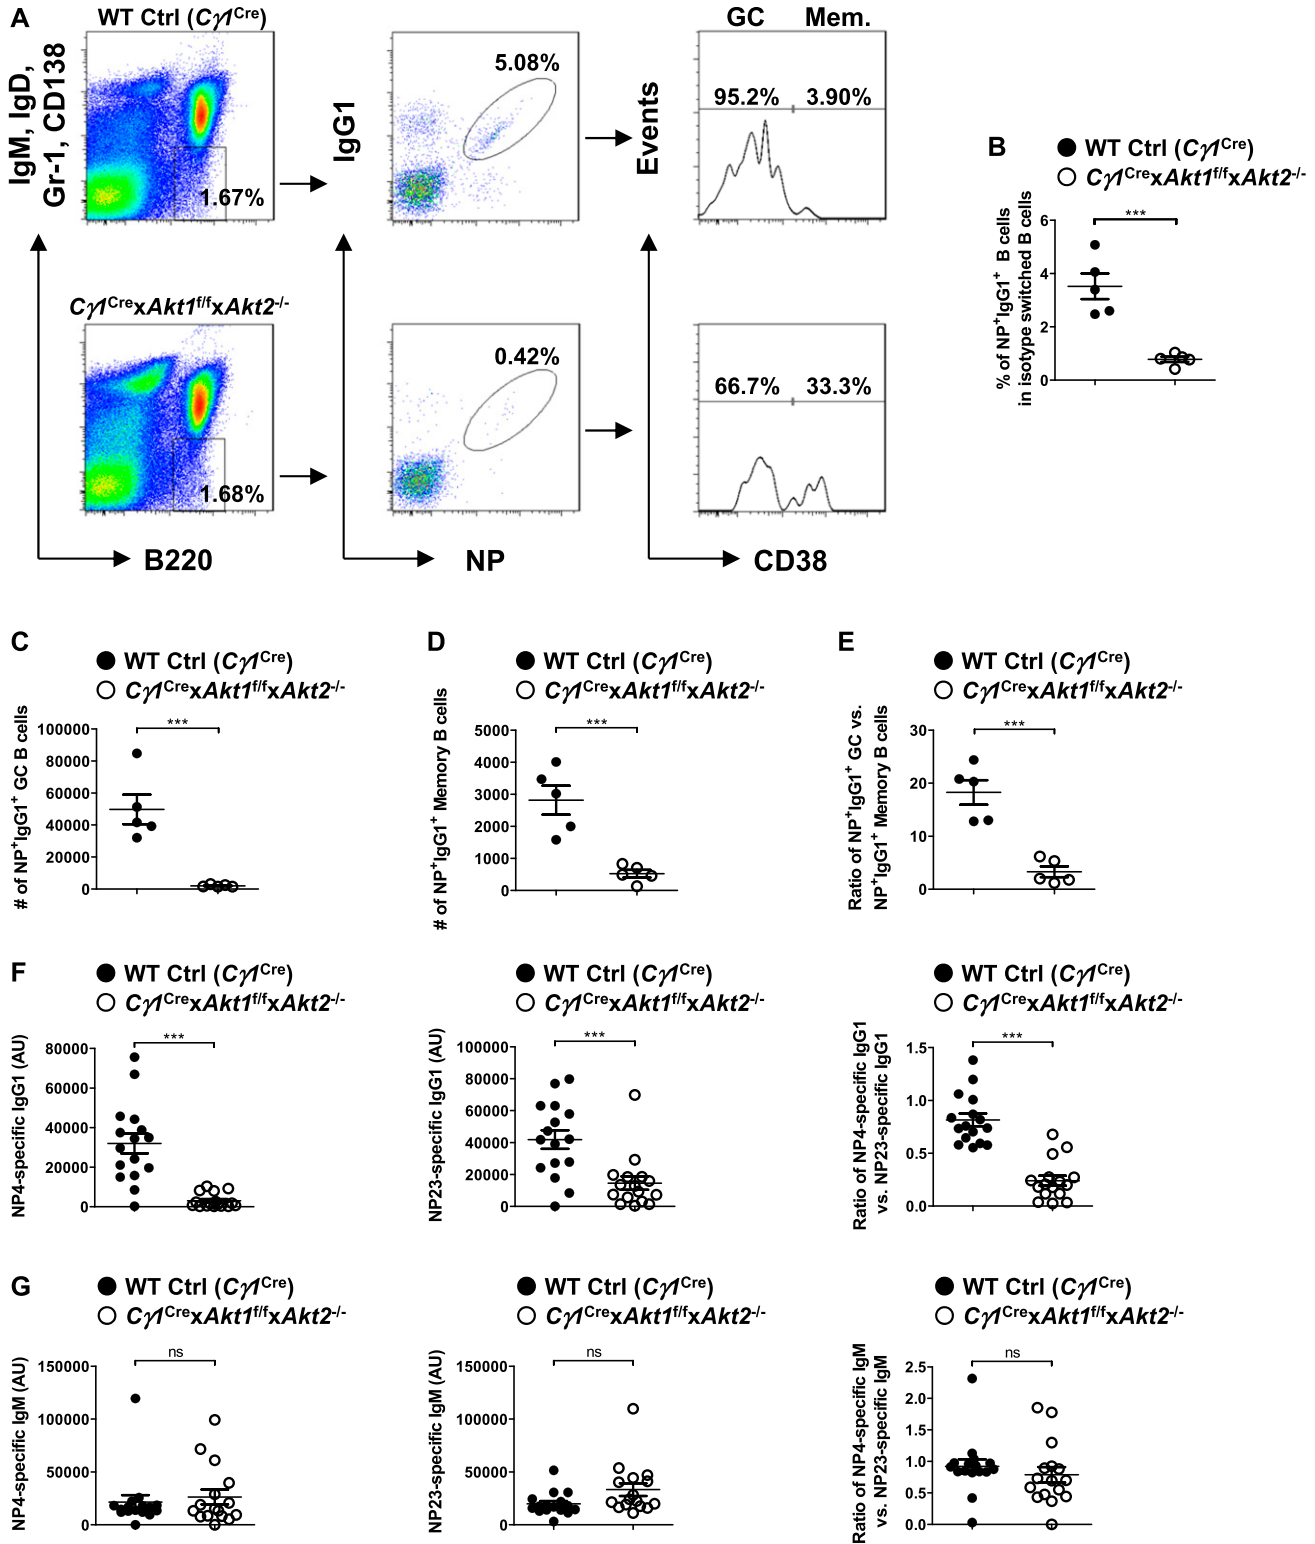 A
WT Ctrl (Cγ1Cre)
GC Mem.
IgM, IgD,
Gr-1, CD138
1.67%
IgG1
5.08%
Events
95.2% 3.90%
Cγ1CrexAkt1f/fxAkt2-/-
1.68%
0.42%
66.7% 33.3%
B220
NP
CD38
B
WT Ctrl (Cγ1Cre)
Cγ1CrexAkt1f/fxAkt2-/-
% of NP+IgG1+ B cells
in isotype switched B cells
6
4
2
0
***
C
WT Ctrl (Cγ1Cre)
Cγ1CrexAkt1f/fxAkt2-/-
# of NP+IgG1+ GC B cells
100000
80000
60000
40000
20000
0
***
D
WT Ctrl (Cγ1Cre)
Cγ1CrexAkt1f/fxAkt2-/-
# of NP+IgG1+ Memory B cells
5000
4000
3000
2000
1000
0
***
E
WT Ctrl (Cγ1Cre)
Cγ1CrexAkt1f/fxAkt2-/-
Ratio of NP+IgG1+ GC vs.
NP+IgG1+ Memory B cells
30
20
10
0
***
F
WT Ctrl (Cγ1Cre)
Cγ1CrexAkt1f/fxAkt2-/-
NP4-specific IgG1 (AU)
80000
60000
40000
20000
0
***
WT Ctrl (Cγ1Cre)
Cγ1CrexAkt1f/fxAkt2-/-
NP23-specific IgG1 (AU)
100000
80000
60000
40000
20000
0
***
WT Ctrl (Cγ1Cre)
Cγ1CrexAkt1f/fxAkt2-/-
Ratio of NP4-specific IgG1
vs. NP23-specific IgG1
1.5
1.0
0.5
0.0
***
G
WT Ctrl (Cγ1Cre)
Cγ1CrexAkt1f/fxAkt2-/-
NP4-specific IgM (AU)
150000
100000
50000
0
ns
WT Ctrl (Cγ1Cre)
Cγ1CrexAkt1f/fxAkt2-/-
NP23-specific IgM (AU)
150000
100000
50000
0
ns
WT Ctrl (Cγ1Cre)
Cγ1CrexAkt1f/fxAkt2-/-
Ratio of NP4-specific IgM
vs. NP23-specific IgM
2.5
2.0
1.5
1.0
0.5
0.0
ns